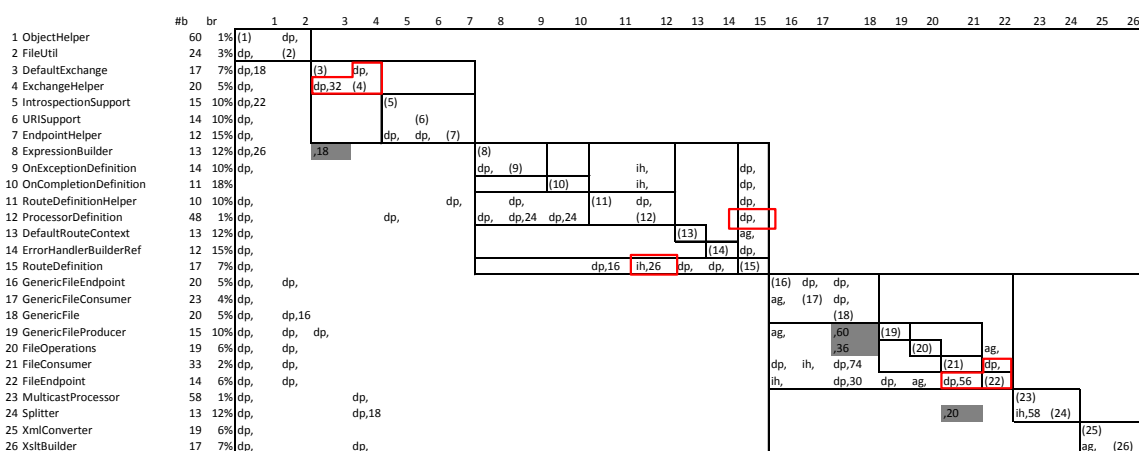 #b br 1 2 3 4 5 6 7 8 9 10 11 12 13 14 15 16 17 18 19 20 21 22 23 24 25 26
1 ObjectHelper 60 1% (1) dp,
2 FileUtil 24 3% dp, (2)
3 DefaultExchange 17 7% dp,18 (3) dp,
4 ExchangeHelper 20 5% dp, dp,32 (4)
5 IntrospectionSupport 15 10% dp,22 (5)
6 URISupport 14 10% dp, (6)
7 EndpointHelper 12 15% dp, dp, dp, (7)
8 ExpressionBuilder 13 12% dp,26 ,18 (8)
9 OnExceptionDefinition 14 10% dp, dp, (9) ih, dp,
10 OnCompletionDefinition 11 18% (10) ih, dp,
11 RouteDefinitionHelper 10 10% dp, dp, dp, (11) dp, dp,
12 ProcessorDefinition 48 1% dp, dp, dp, dp,24 dp,24 (12) dp,
13 DefaultRouteContext 13 12% dp, (13) ag,
14 ErrorHandlerBuilderRef 12 15% dp, (14) dp,
15 RouteDefinition 17 7% dp, dp,16 ih,26 dp, dp, (15)
16 GenericFileEndpoint 20 5% dp, dp, (16) dp, dp,
17 GenericFileConsumer 23 4% dp, ag, (17) dp,
18 GenericFile 20 5% dp, dp,16 (18)
19 GenericFileProducer 15 10% dp, dp, dp, ag, ,60 (19)
20 FileOperations 19 6% dp, dp, ,36 (20) ag,
21 FileConsumer 33 2% dp, dp, dp, ih, dp,74 (21) dp,
22 FileEndpoint 14 6% dp, dp, ih, dp,30 dp, ag, dp,56 (22)
23 MulticastProcessor 58 1% dp, dp, (23)
24 Splitter 13 12% dp, dp,18 ,20 ih,58 (24)
25 XmlConverter 19 6% dp, (25)
26 XsltBuilder 17 7% dp, dp, ag, (26)